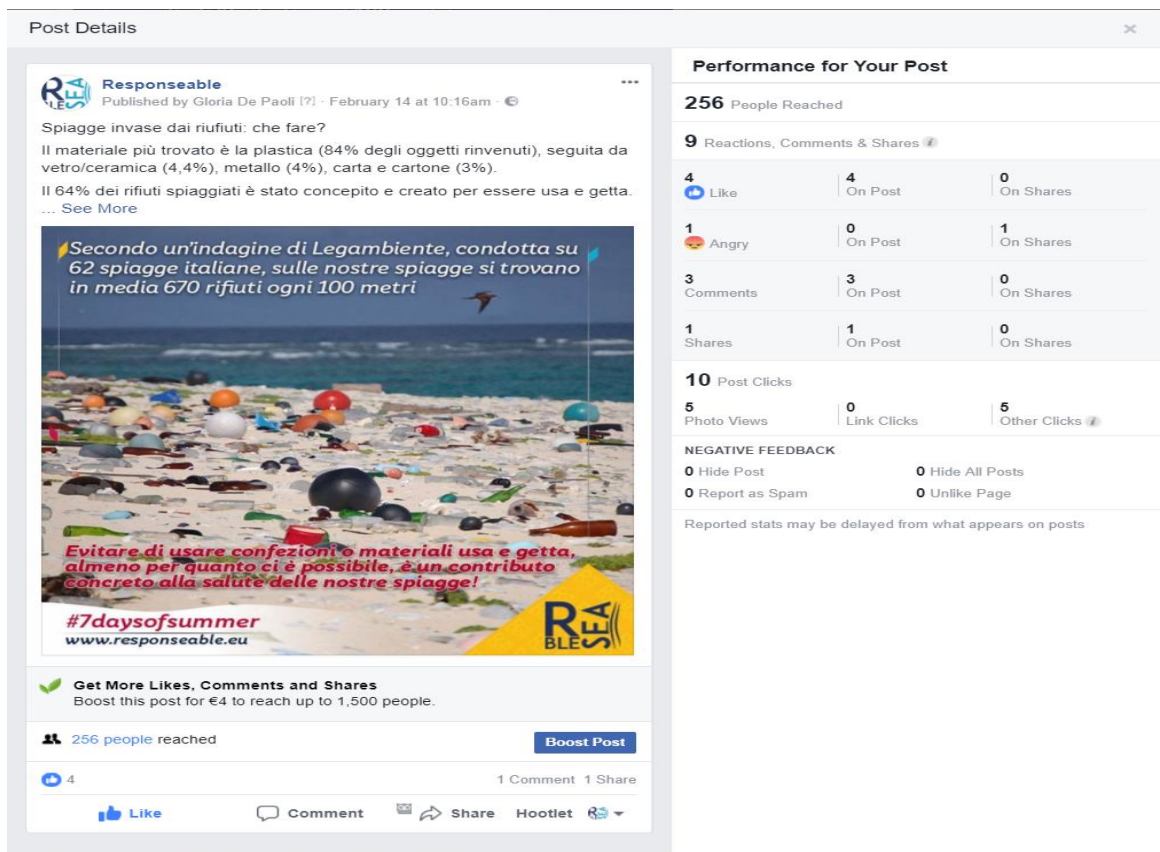 Post Details
Responseable
Published by Gloria De Paoli [?] · February 14 at 10:16am ·
Spiagge invase dai riufiuti: che fare?
Il materiale più trovato è la plastica (84% degli oggetti rinvenuti), seguita da
vetro/ceramica (4,4%), metallo (4%), carta e cartone (3%).
Il 64% dei rifiuti spiaggiati è stato concepito e creato per essere usa e getta.
... See More
Secondo un'indagine di Legambiente, condotta su
62 spiagge italiane, sulle nostre spiagge si trovano
in media 670 rifiuti ogni 100 metri
Evitare di usare confezioni o materiali usa e getta,
almeno per quanto ci è possibile, è un contributo
concreto alla salute delle nostre spiagge!
#7daysofsummer
www.responseable.eu
RESPONSEABLE
Get More Likes, Comments and Shares
Boost this post for €4 to reach up to 1,500 people.
256 people reached
Boost Post
4
1 Comment 1 Share
Like Comment Share Hootlet
Performance for Your Post
256 People Reached
9 Reactions, Comments & Shares
4 4 0
Like On Post On Shares
1 0 1
Angry On Post On Shares
3 3 0
Comments On Post On Shares
1 1 0
Shares On Post On Shares
10 Post Clicks
5 0 5
Photo Views Link Clicks Other Clicks
NEGATIVE FEEDBACK
0 Hide Post 0 Hide All Posts
0 Report as Spam 0 Unlike Page
Reported stats may be delayed from what appears on posts